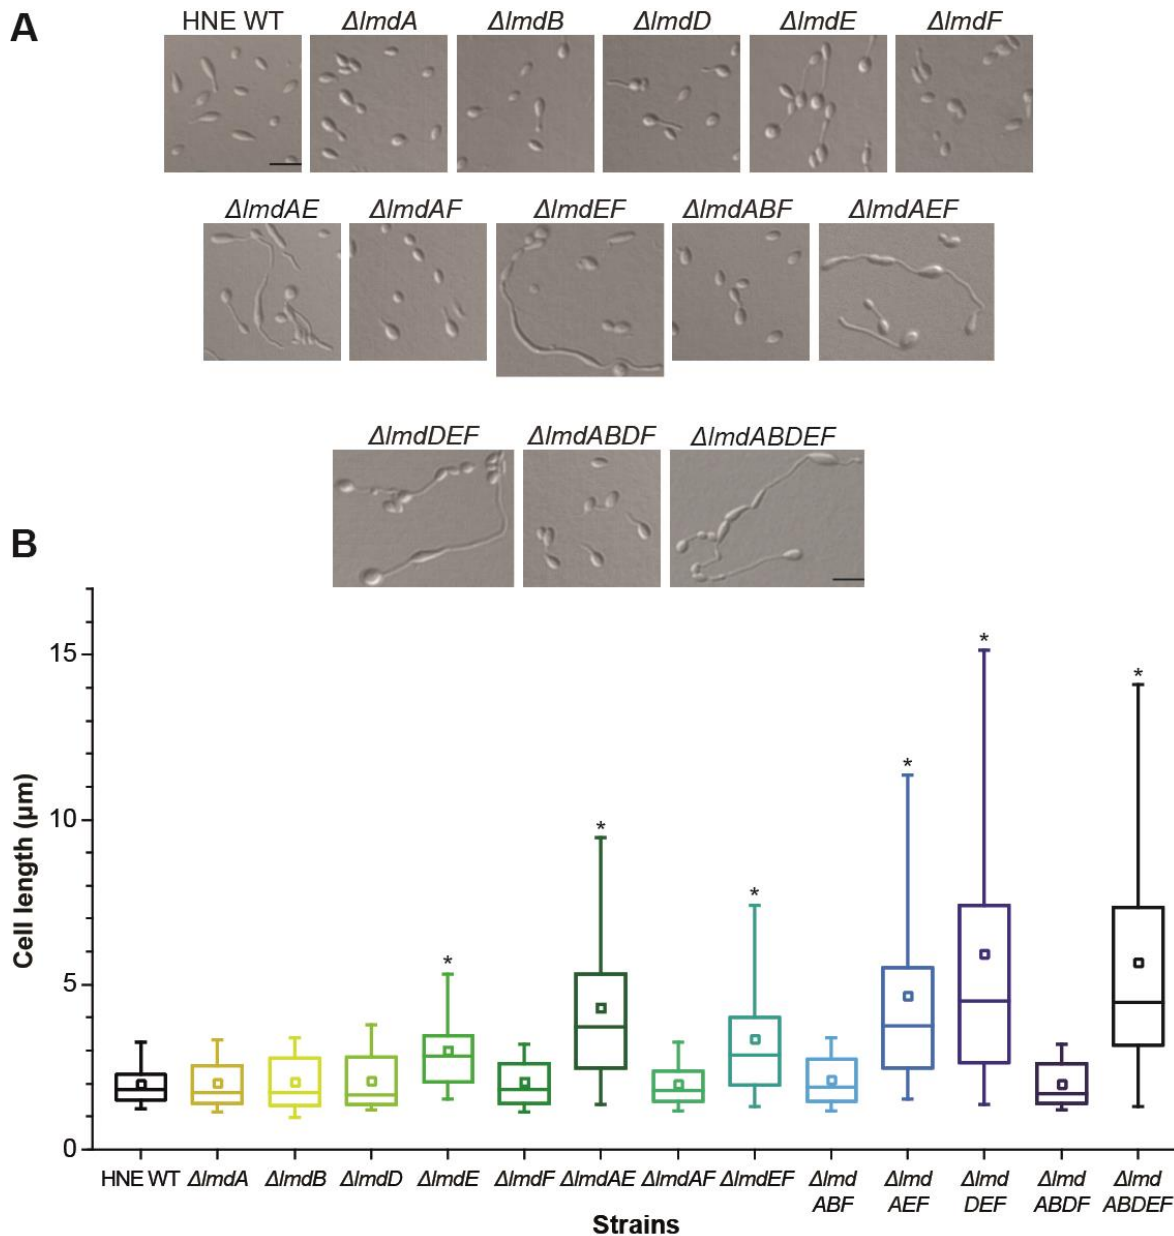 A
HNE WT ΔlmdA ΔlmdB ΔlmdD ΔlmdE ΔlmdF
ΔlmdAE ΔlmdAF ΔlmdEF ΔlmdABF ΔlmdAEF
ΔlmdDEF ΔlmdABDF ΔlmdABDEF
B
Cell length (µm)
15
10
5
0
* * * * * *
HNE WT ΔlmdA ΔlmdB ΔlmdD ΔlmdE ΔlmdF ΔlmdAE ΔlmdAF ΔlmdEF Δlmd Δlmd Δlmd Δlmd Δlmd
ABF AEF DEF ABDF ABDEF
Strains